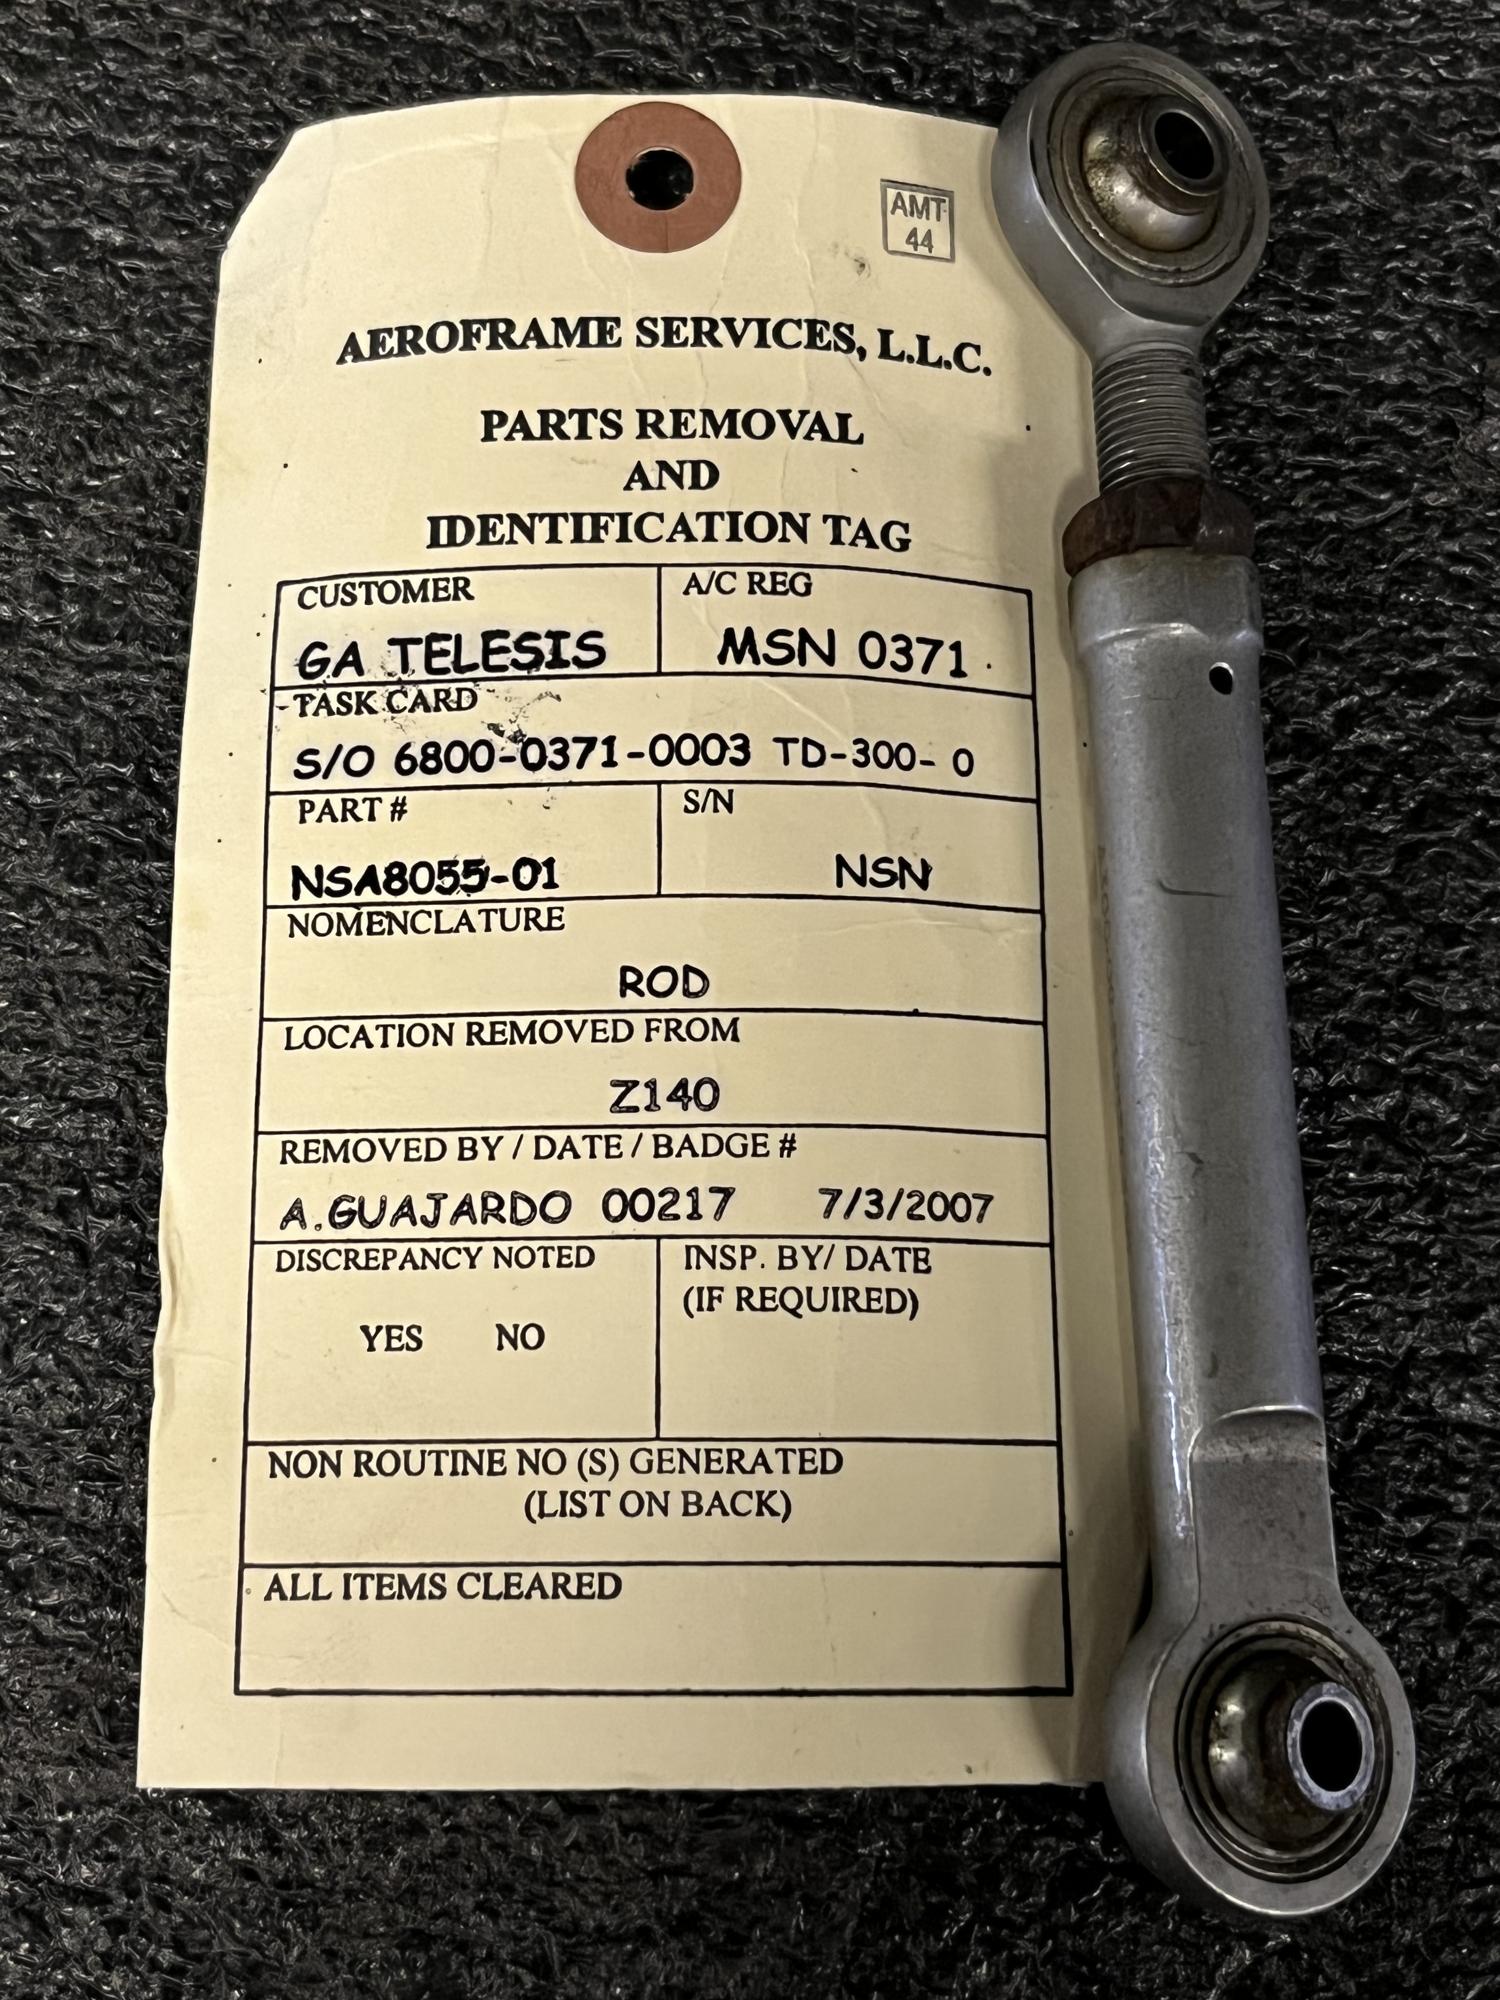 AMT
44
AEROFRAME SERVICES, L.L.C.
PARTS REMOVAL
AND
IDENTIFICATION TAG
CUSTOMER
GA TELESIS
A/C REG
MSN 0371
TASK CARD
S/O 6800-0371-0003 TD-300- 0
PART #
NSA8055-01
S/N
NSN
NOMENCLATURE
ROD
LOCATION REMOVED FROM
Z140
REMOVED BY / DATE / BADGE #
A.GUAJARDO 00217 7/3/2007
DISCREPANCY NOTED
YES NO
INSP. BY/ DATE
(IF REQUIRED)
NON ROUTINE NO (S) GENERATED
(LIST ON BACK)
ALL ITEMS CLEARED